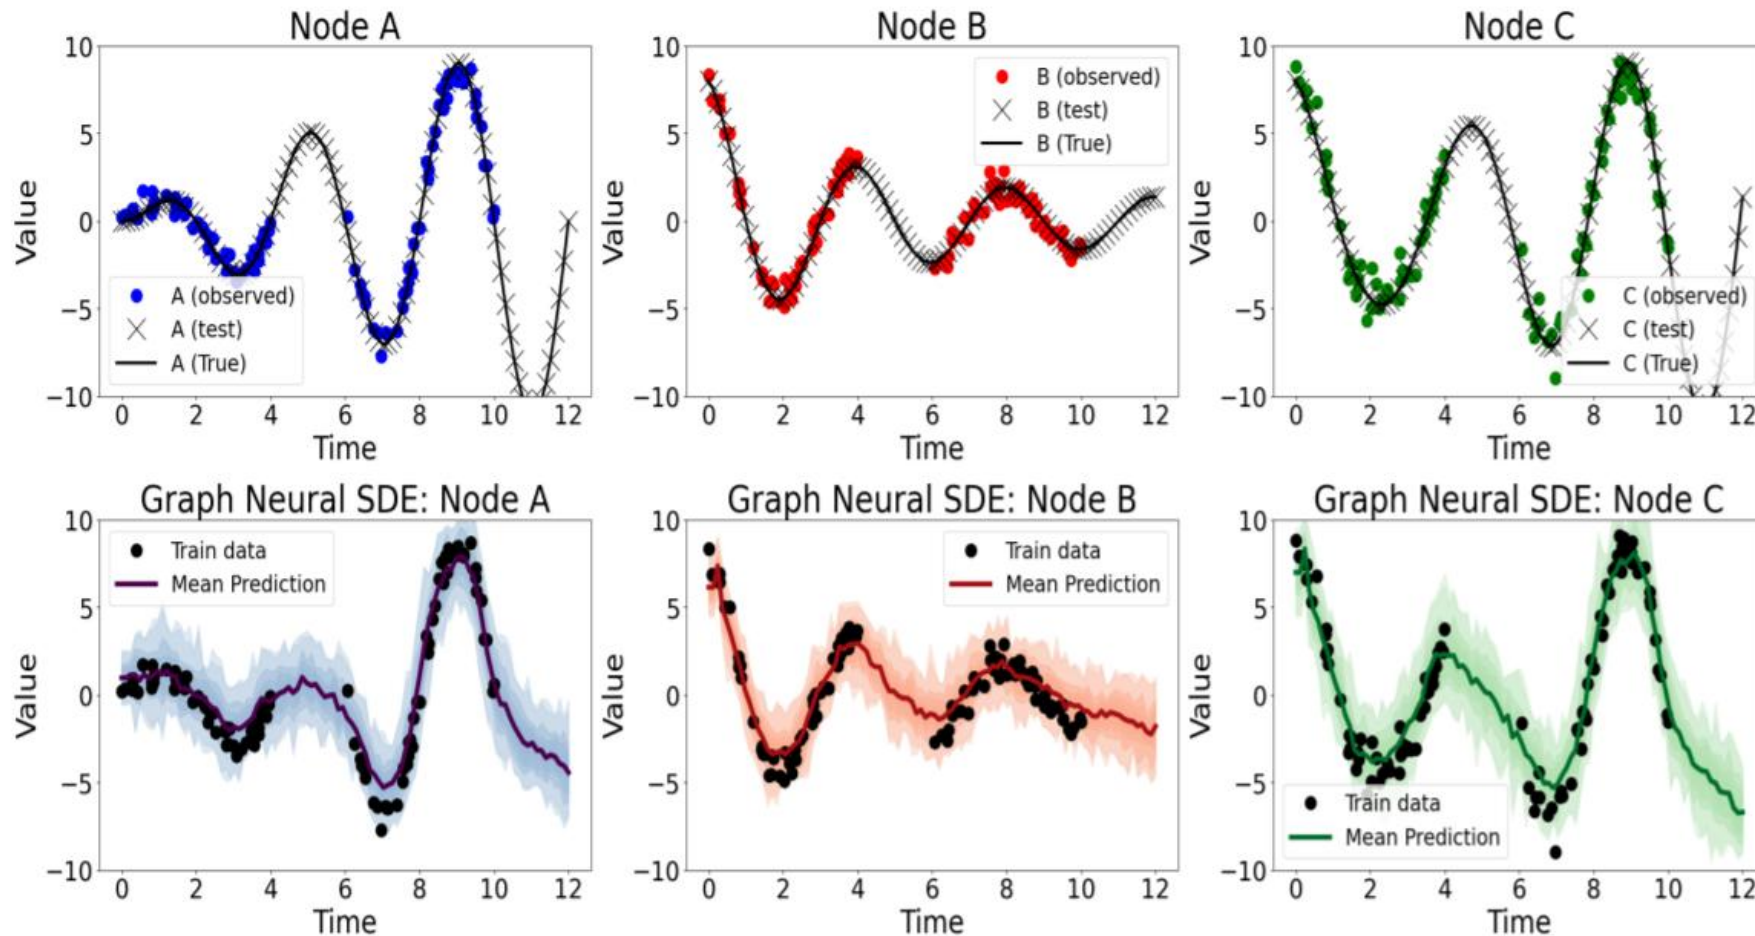 Node A
Node B
Node C
10
5
0
−5
−10
Value
A (observed)
A (test)
A (True)
0 2 4 6 8 10 12
Time
10
5
0
−5
−10
Value
B (observed)
B (test)
B (True)
0 2 4 6 8 10 12
Time
10
5
0
−5
−10
Value
C (observed)
C (test)
C (True)
0 2 4 6 8 10 12
Time
Graph Neural SDE: Node A
Graph Neural SDE: Node B
Graph Neural SDE: Node C
10
5
0
−5
−10
Value
Train data
Mean Prediction
0 2 4 6 8 10 12
Time
10
5
0
−5
−10
Value
Train data
Mean Prediction
0 2 4 6 8 10 12
Time
10
5
0
−5
−10
Value
Train data
Mean Prediction
0 2 4 6 8 10 12
Time